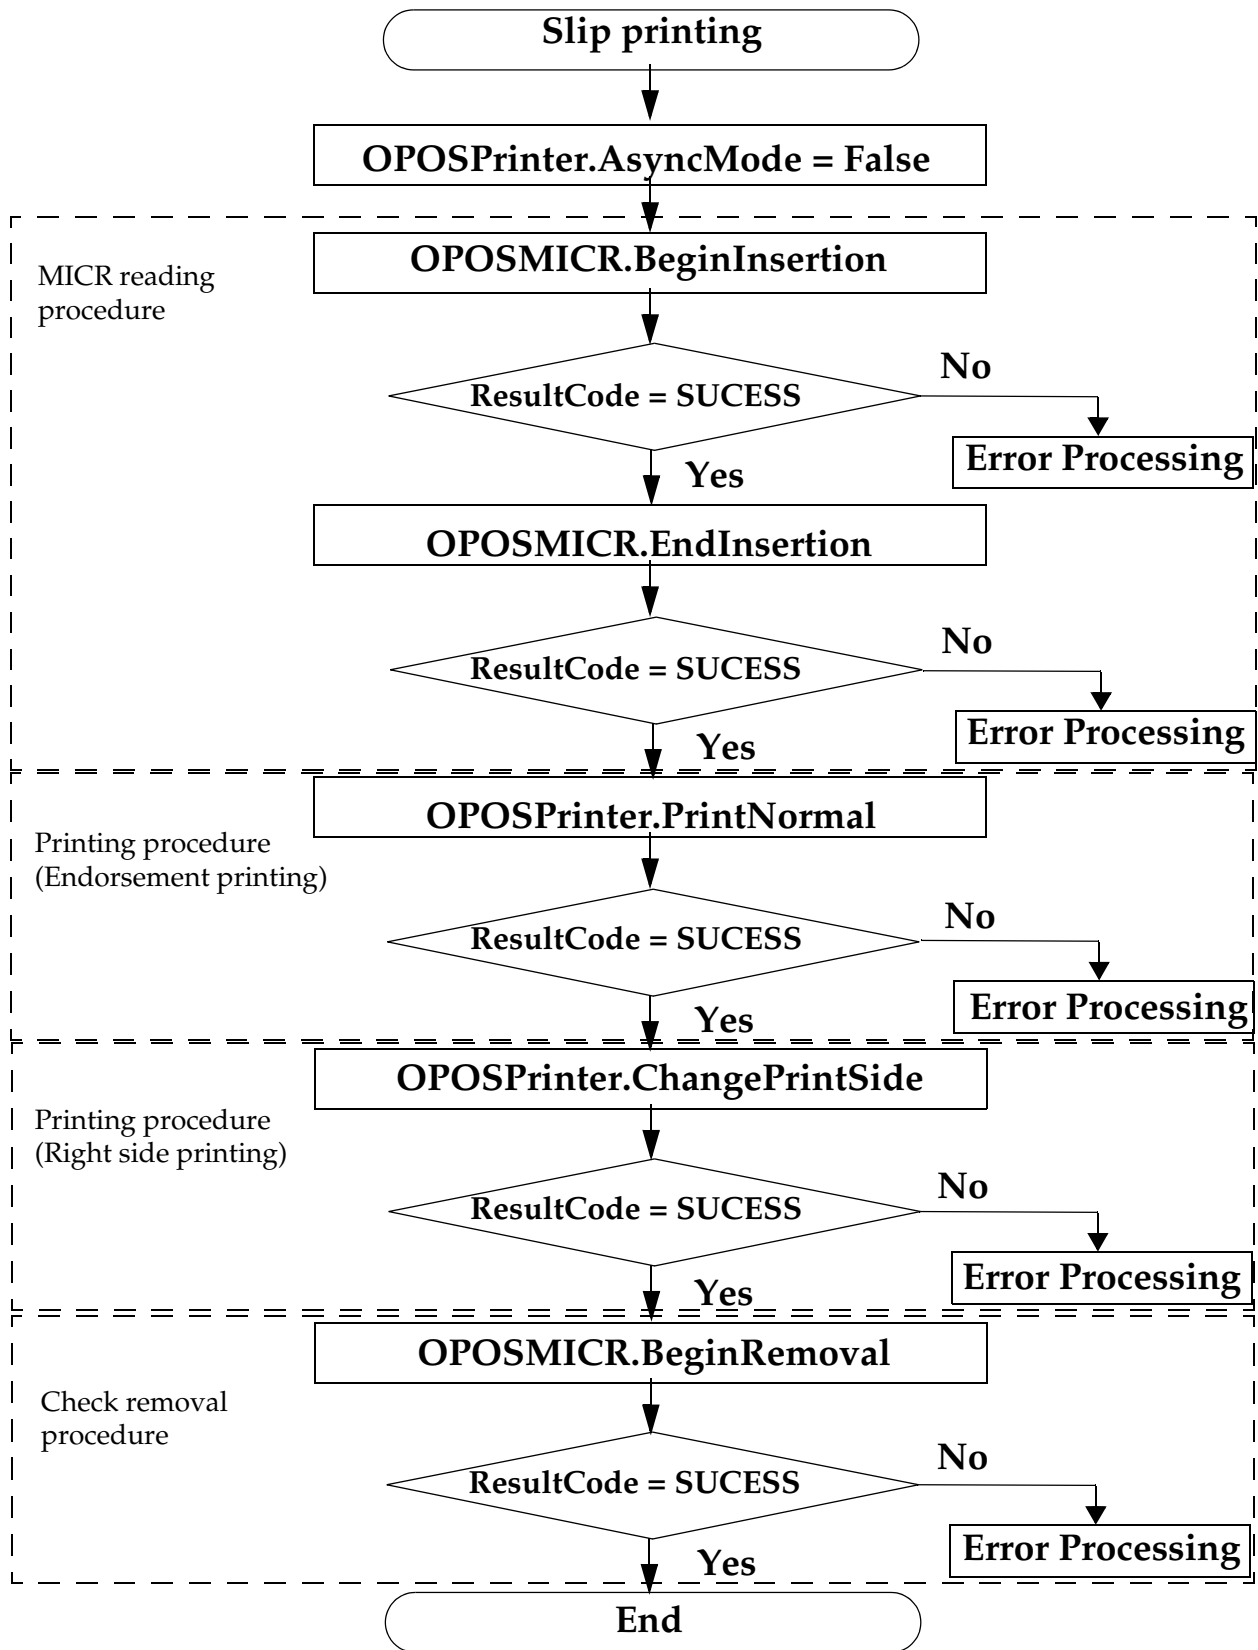 Slip printing
OPOSPrinter.AsyncMode = False
OPOSMICR.BeginInsertion
MICR reading
procedure
ResultCode = SUCESS
No
Error Processing
Yes
OPOSMICR.EndInsertion
ResultCode = SUCESS
No
Error Processing
Yes
OPOSPrinter.PrintNormal
Printing procedure
(Endorsement printing)
ResultCode = SUCESS
No
Error Processing
Yes
OPOSPrinter.ChangePrintSide
Printing procedure
(Right side printing)
ResultCode = SUCESS
No
Error Processing
Yes
OPOSMICR.BeginRemoval
Check removal
procedure
ResultCode = SUCESS
No
Error Processing
Yes
End